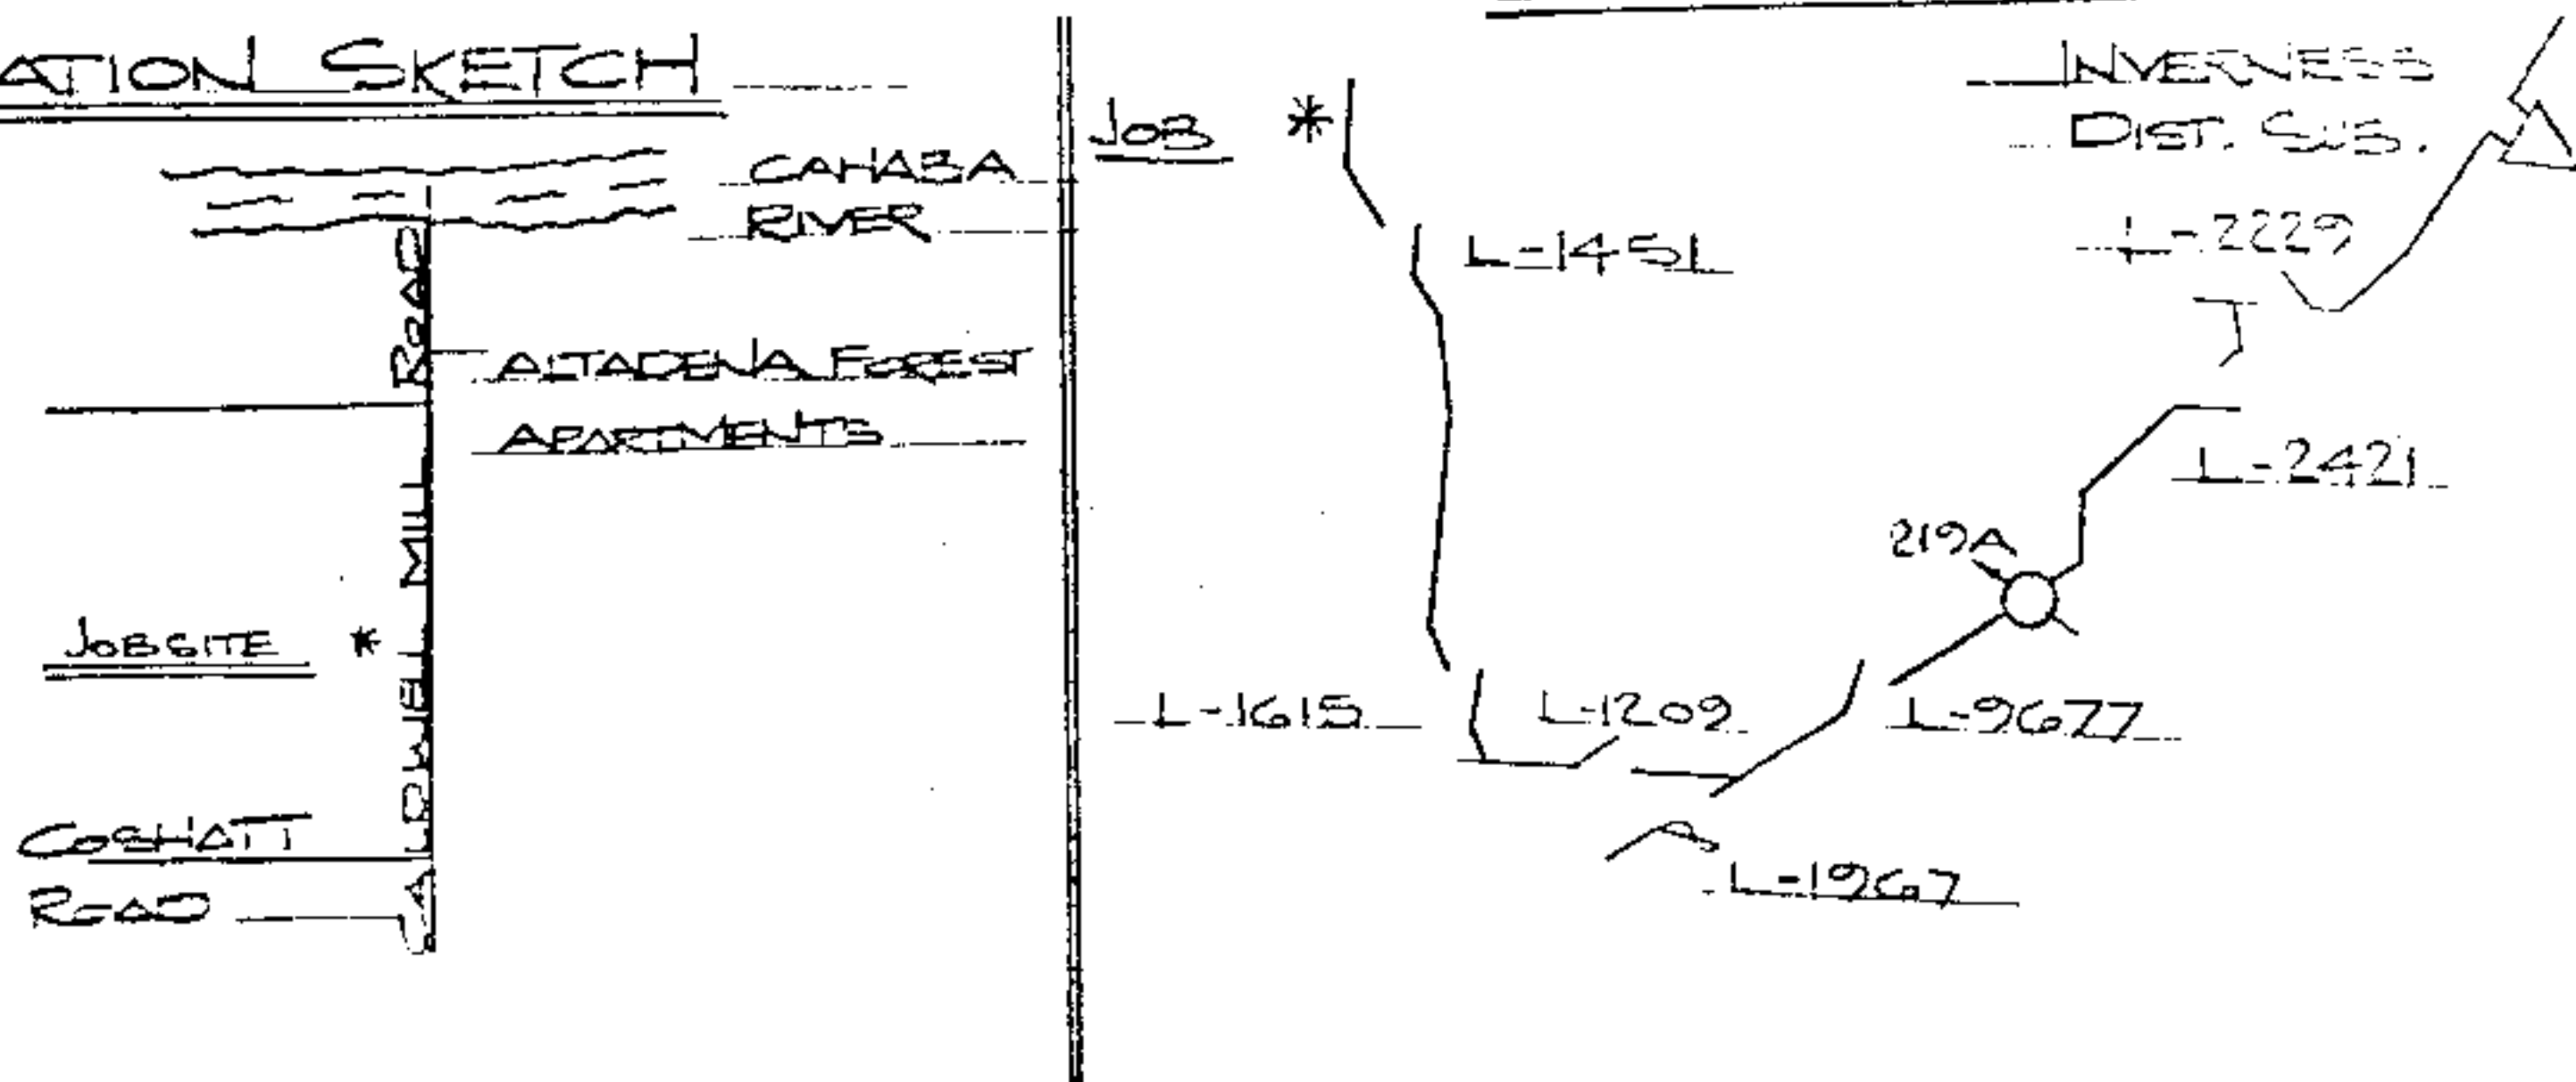 ATION SKETCH
CAHABA
RIVER
ALTADENA FOREST
APARTMENTS
CALDWELL MILL ROAD
JOBSITE *
COSHATT
ROAD
JOB *
INVERNESS
DIST. SUB.
L-2229
L-1451
L-2421
219A
L-1615
L-1209
L-9677
L-1967